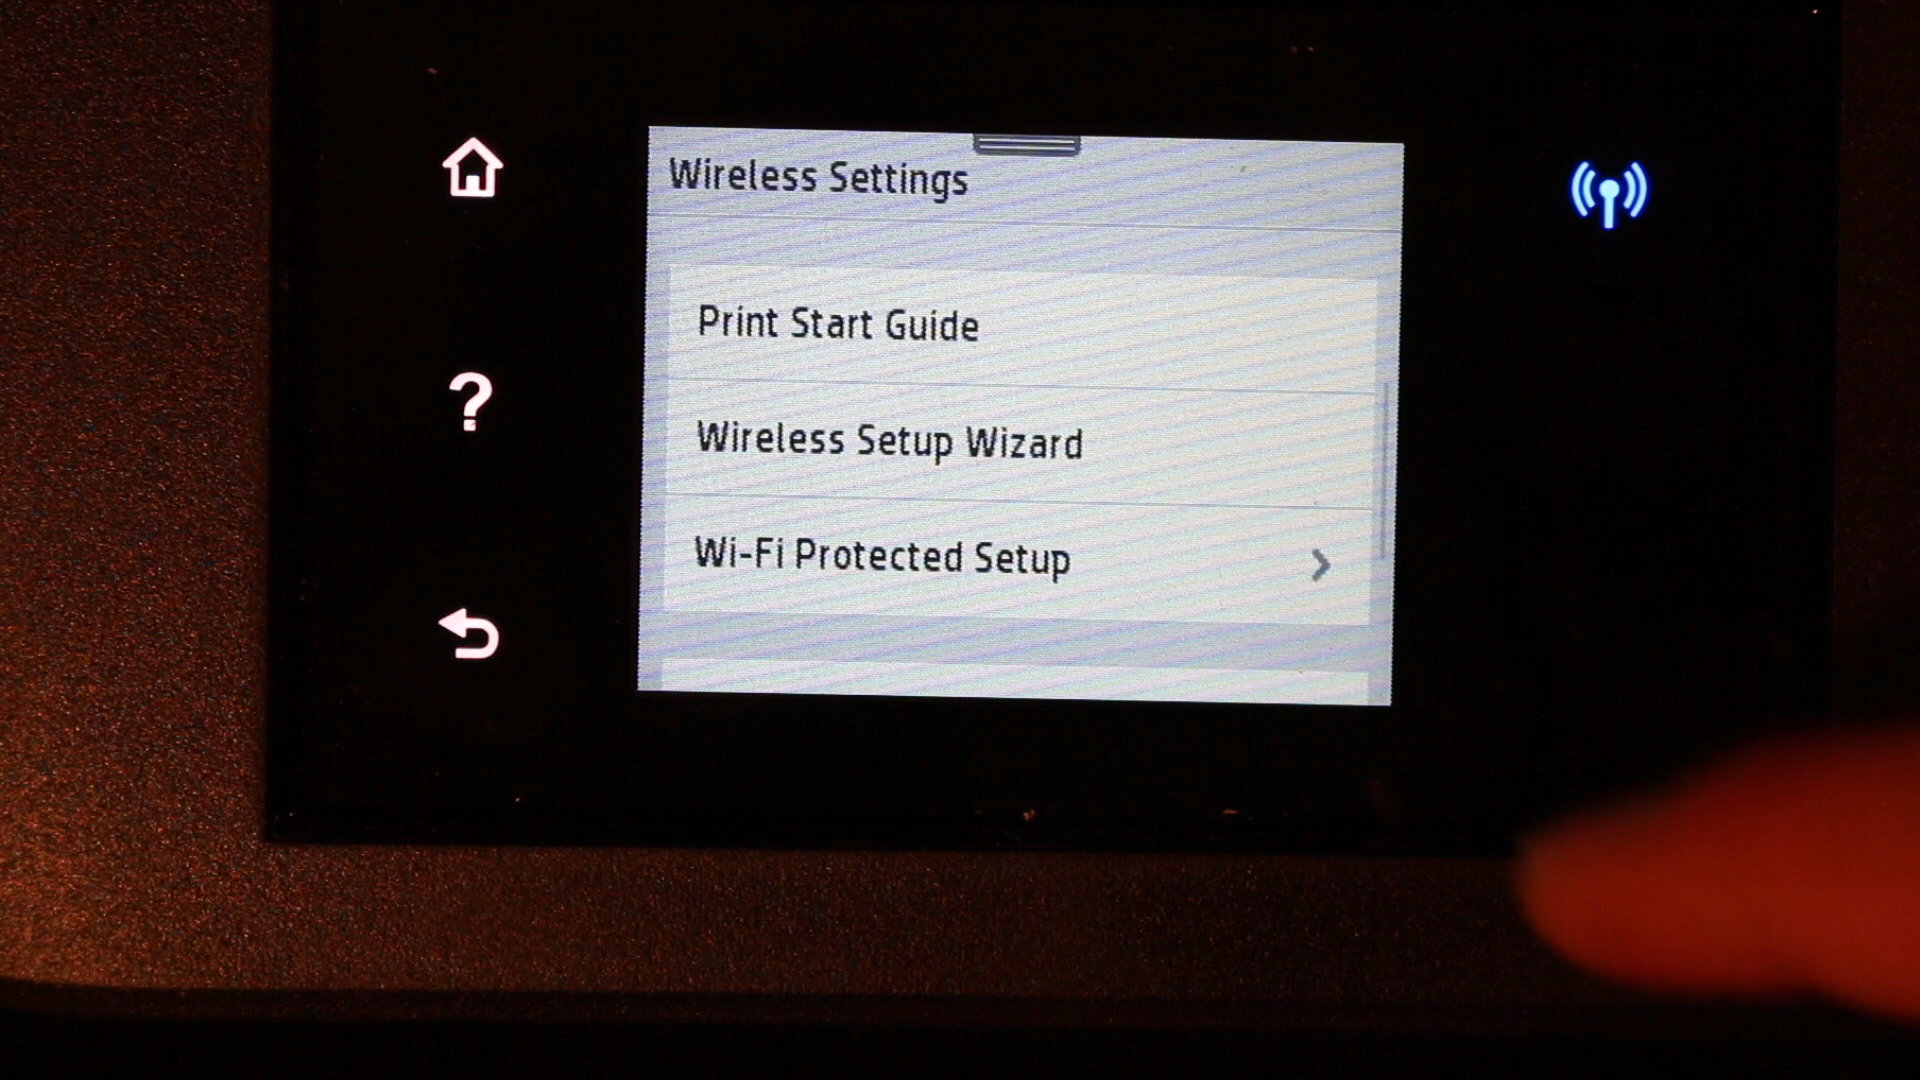 Wireless Settings
Print Start Guide
Wireless Setup Wizard
Wi-Fi Protected Setup
?